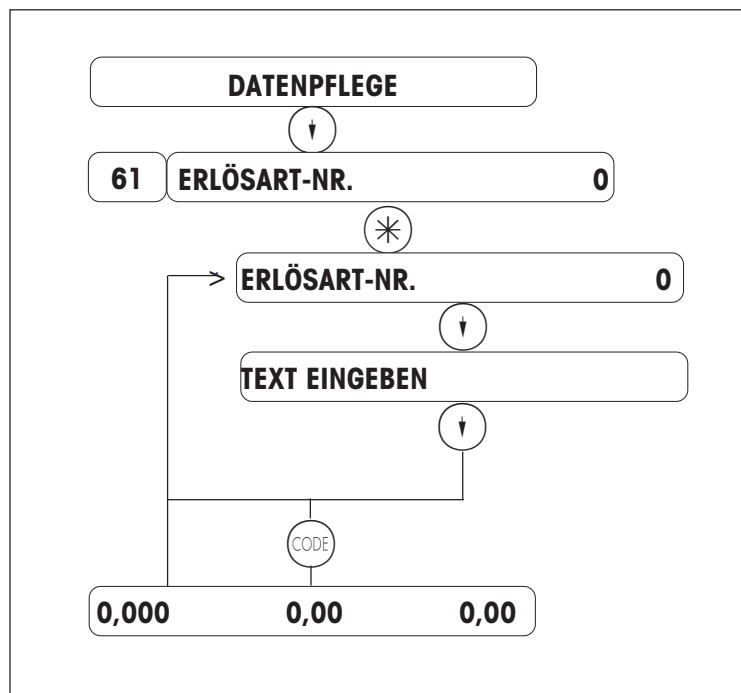 DATENPFLEGE
61 ERLÖSART-NR. 0
ERLÖSART-NR. 0
TEXT EINGEBEN
CODE
0,000 0,00 0,00